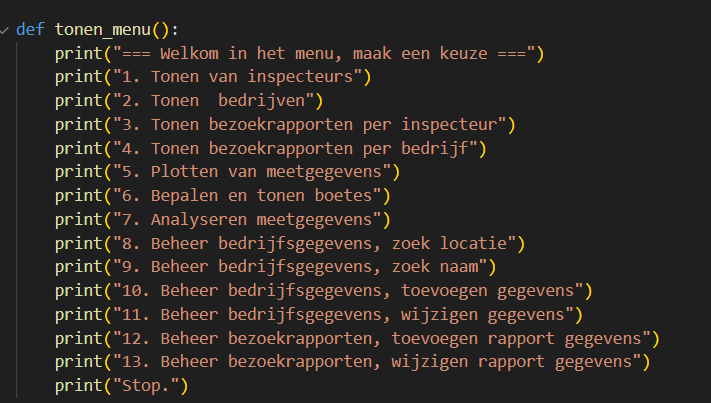 def tonen_menu():
    print("=== Welkom in het menu, maak een keuze ===")
    print("1. Tonen van inspecteurs")
    print("2. Tonen  bedrijven")
    print("3. Tonen bezoekrapporten per inspecteur")
    print("4. Tonen bezoekrapporten per bedrijf")
    print("5. Plotten van meetgegevens")
    print("6. Bepalen en tonen boetes")
    print("7. Analyseren meetgegevens")
    print("8. Beheer bedrijfsgegevens, zoek locatie")
    print("9. Beheer bedrijfsgegevens, zoek naam")
    print("10. Beheer bedrijfsgegevens, toevoegen gegevens")
    print("11. Beheer bedrijfsgegevens, wijzigen gegevens")
    print("12. Beheer bezoekrapporten, toevoegen rapport gegevens")
    print("13. Beheer bezoekrapporten, wijzigen rapport gegevens")
    print("Stop.")